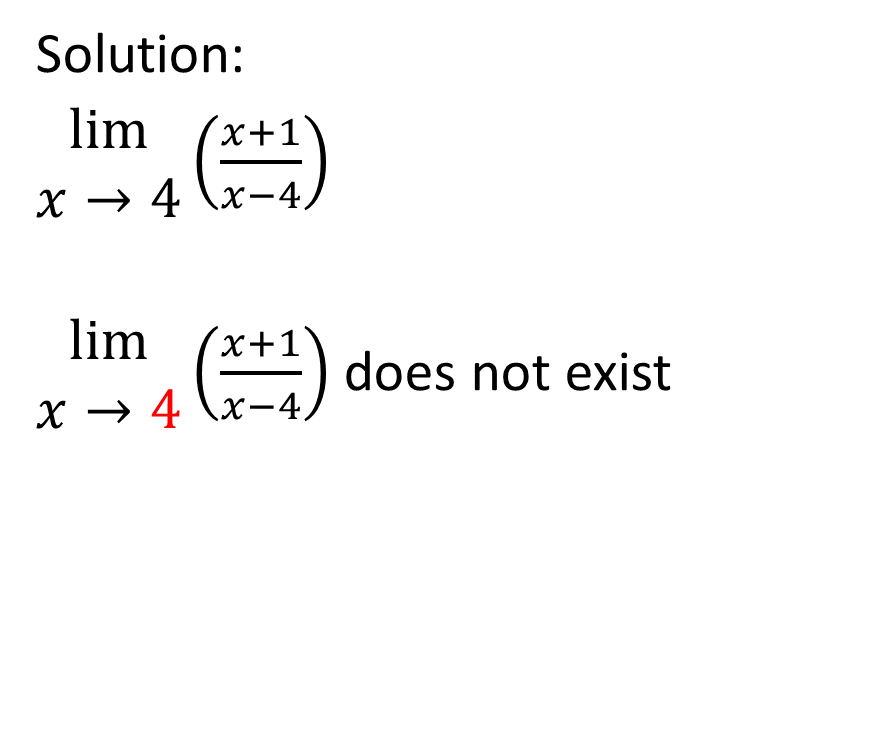 Solution:
lim
x → 4 (x+1/x−4)
lim
x → 4 (x+1/x−4) does not exist